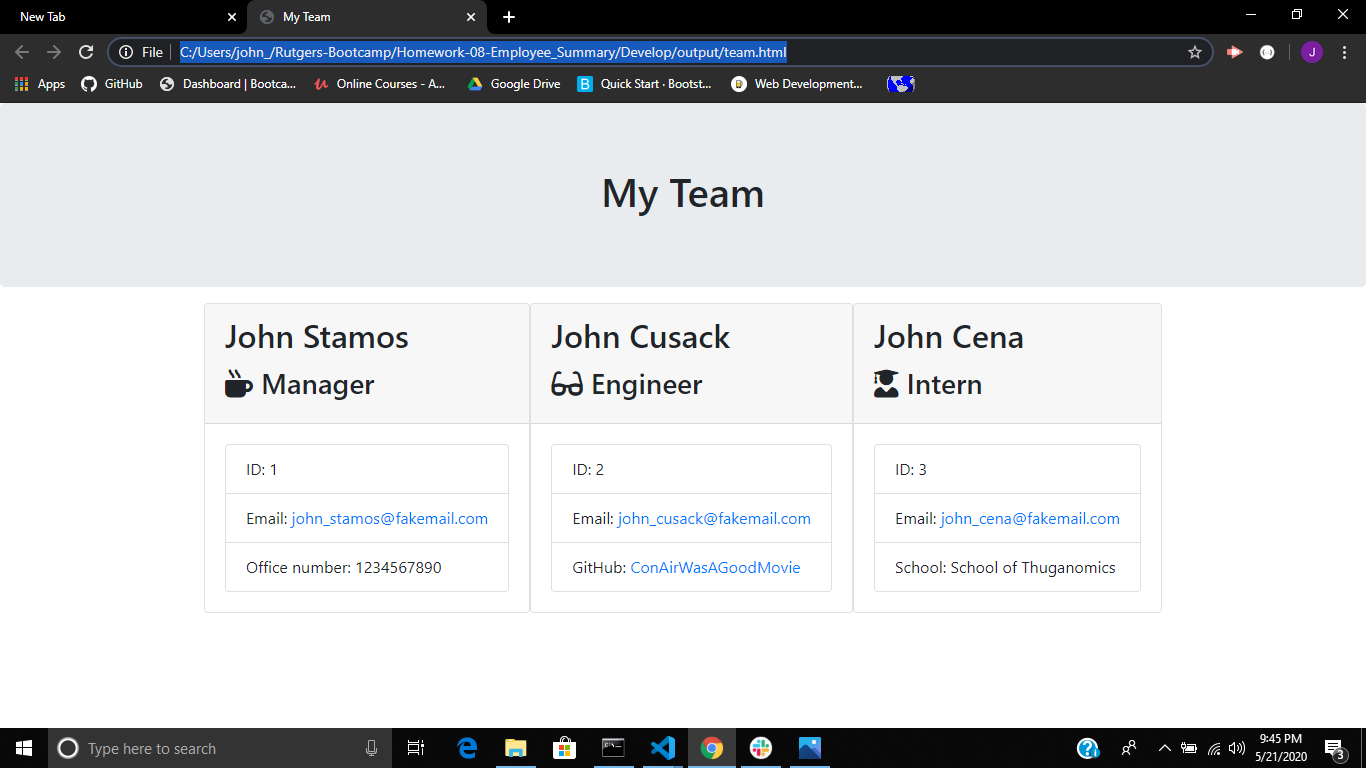 New Tab
My Team
File
C:/Users/john_/Rutgers-Bootcamp/Homework-08-Employee_Summary/Develop/output/team.html
J
Apps
GitHub
Dashboard | Bootca...
Online Courses - A...
Google Drive
B
Quick Start · Bootst...
Web Development...
My Team
John Stamos
Manager
ID: 1
Email: john_stamos@fakemail.com
Office number: 1234567890
John Cusack
Engineer
ID: 2
Email: john_cusack@fakemail.com
GitHub: ConAirWasAGoodMovie
John Cena
Intern
ID: 3
Email: john_cena@fakemail.com
School: School of Thuganomics
Type here to search
9:45 PM
5/21/2020
3